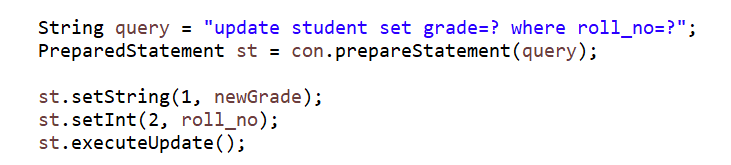 String query = "update student set grade=? where roll_no=?";
PreparedStatement st = con.prepareStatement(query);
st.setString(1, newGrade);
st.setInt(2, roll_no);
st.executeUpdate();